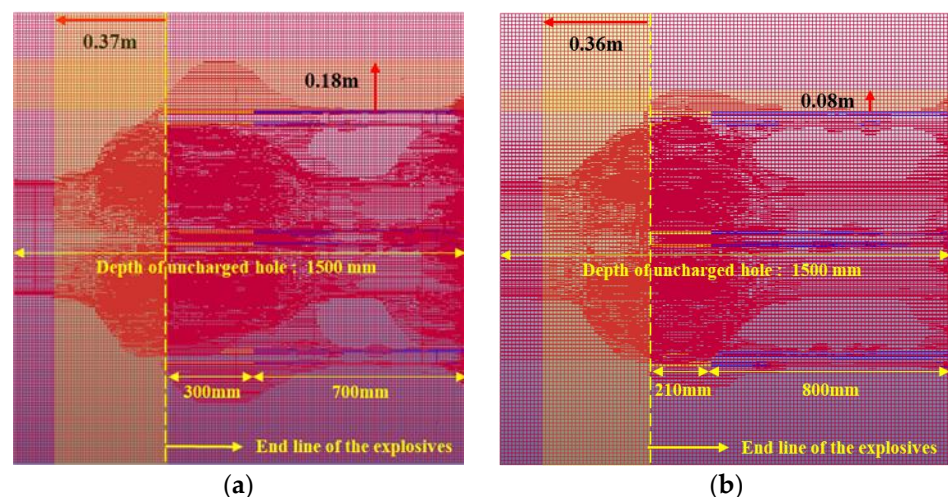 0.37m
0.18m
Depth of uncharged hole : 1500 mm
300mm
700mm
End line of the explosives
(a)
0.36m
0.08m
Depth of uncharged hole : 1500 mm
210mm
800mm
End line of the explosives
(b)